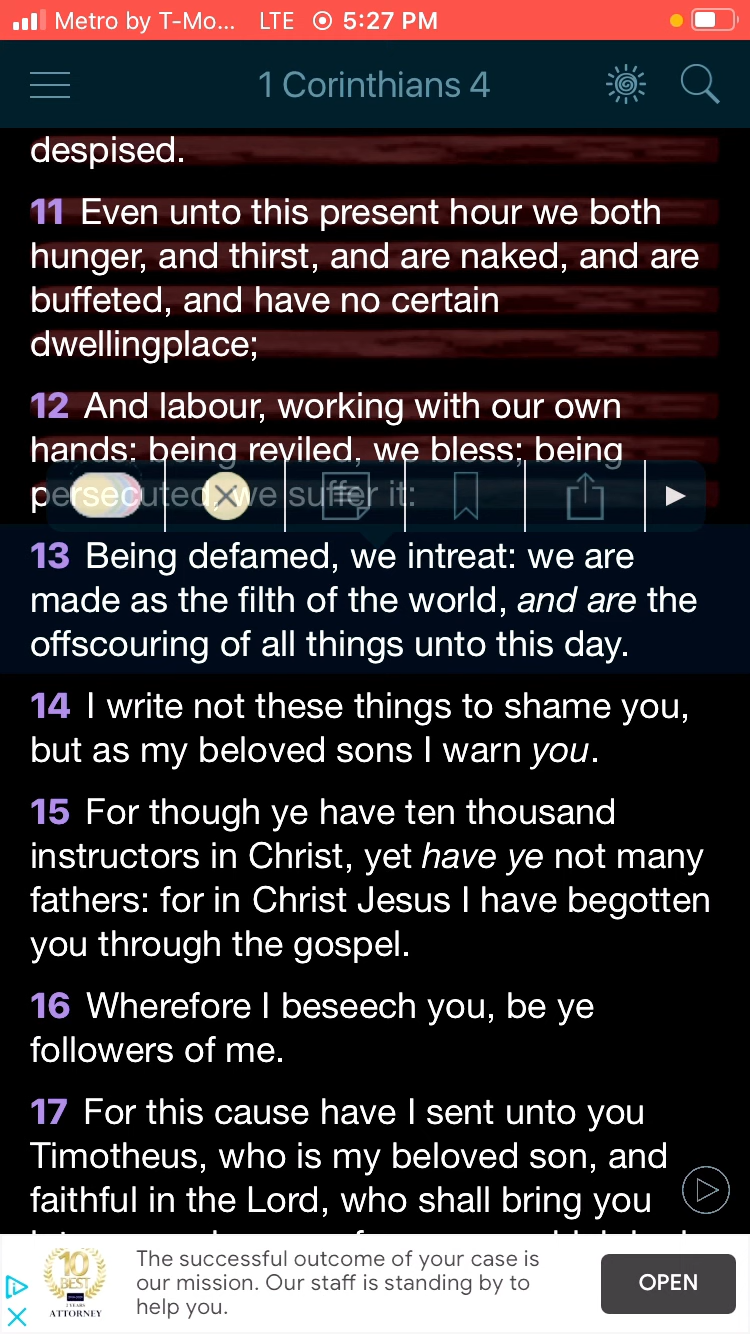 Metro by T-Mo... LTE 5:27 PM
1 Corinthians 4
despised.
11 Even unto this present hour we both
hunger, and thirst, and are naked, and are
buffeted, and have no certain
dwellingplace;
12 And labour, working with our own
hands: being reviled, we bless; being
persecuted, we suffer it:
13 Being defamed, we intreat: we are
made as the filth of the world, and are the
offscouring of all things unto this day.
14 I write not these things to shame you,
but as my beloved sons I warn you.
15 For though ye have ten thousand
instructors in Christ, yet have ye not many
fathers: for in Christ Jesus I have begotten
you through the gospel.
16 Wherefore I beseech you, be ye
followers of me.
17 For this cause have I sent unto you
Timotheus, who is my beloved son, and
faithful in the Lord, who shall bring you
10
BEST
ATTORNEY
The successful outcome of your case is
our mission. Our staff is standing by to
help you.
OPEN